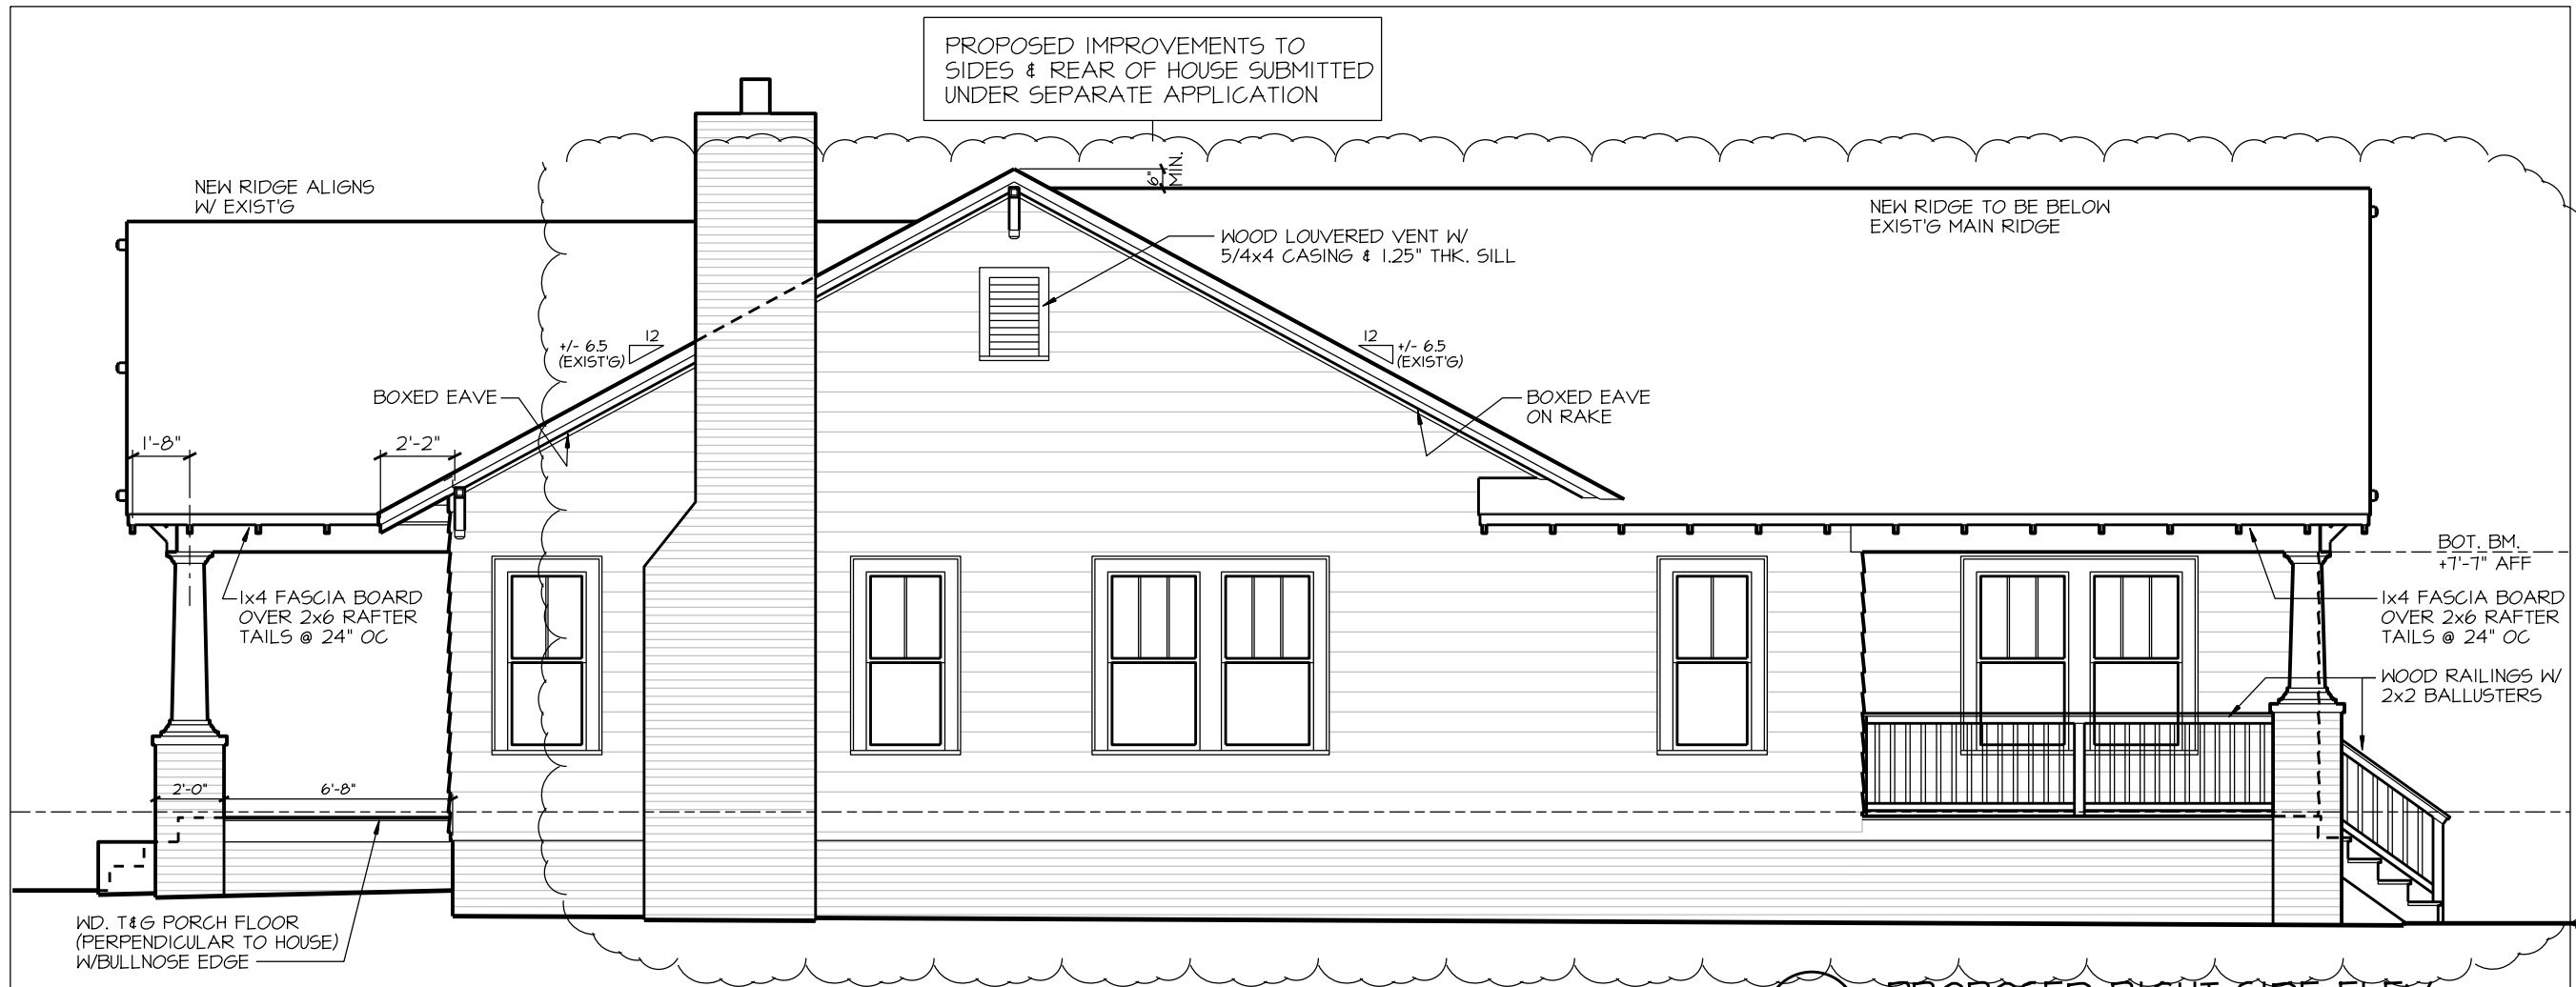 PROPOSED IMPROVEMENTS TO
SIDES & REAR OF HOUSE SUBMITTED
UNDER SEPARATE APPLICATION
6"
MIN.
NEW RIDGE ALIGNS
W/ EXIST'G
NEW RIDGE TO BE BELOW
EXIST'G MAIN RIDGE
WOOD LOUVERED VENT W/
5/4x4 CASING & 1.25" THK. SILL
12
+/- 6.5
(EXIST'G)
12
+/- 6.5
(EXIST'G)
BOXED EAVE
BOXED EAVE
ON RAKE
1'-8"
2'-2"
BOT. BM.
+7'-7" AFF
1x4 FASCIA BOARD
OVER 2x6 RAFTER
TAILS @ 24" OC
1x4 FASCIA BOARD
OVER 2x6 RAFTER
TAILS @ 24" OC
WOOD RAILINGS W/
2x2 BALLUSTERS
2'-0"
6'-8"
WD. T&G PORCH FLOOR
(PERPENDICULAR TO HOUSE)
W/BULLNOSE EDGE
PROPOSED RIGHT SIDE ELEV.